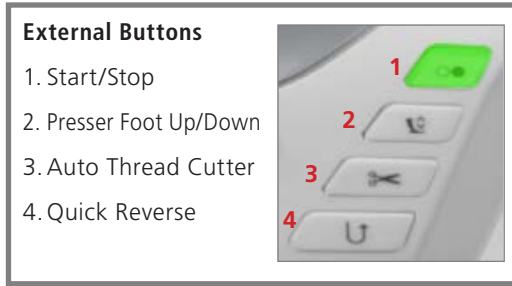 External Buttons
1. Start/Stop
2. Presser Foot Up/Down
3. Auto Thread Cutter
4. Quick Reverse
1
2
3
4